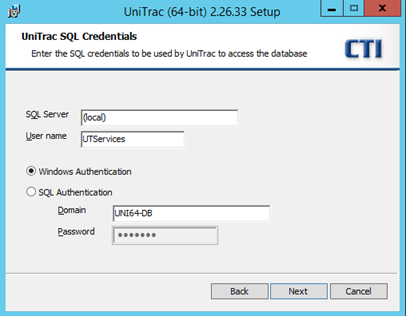 UniTrac (64-bit) 2.26.33 Setup
UniTrac SQL Credentials
Enter the SQL credentials to be used by UniTrac to access the database
CTI
SQL Server
(local)
User name
UTServices
Windows Authentication
SQL Authentication
Domain
UNI64-DB
Password
•••••••
Back
Next
Cancel